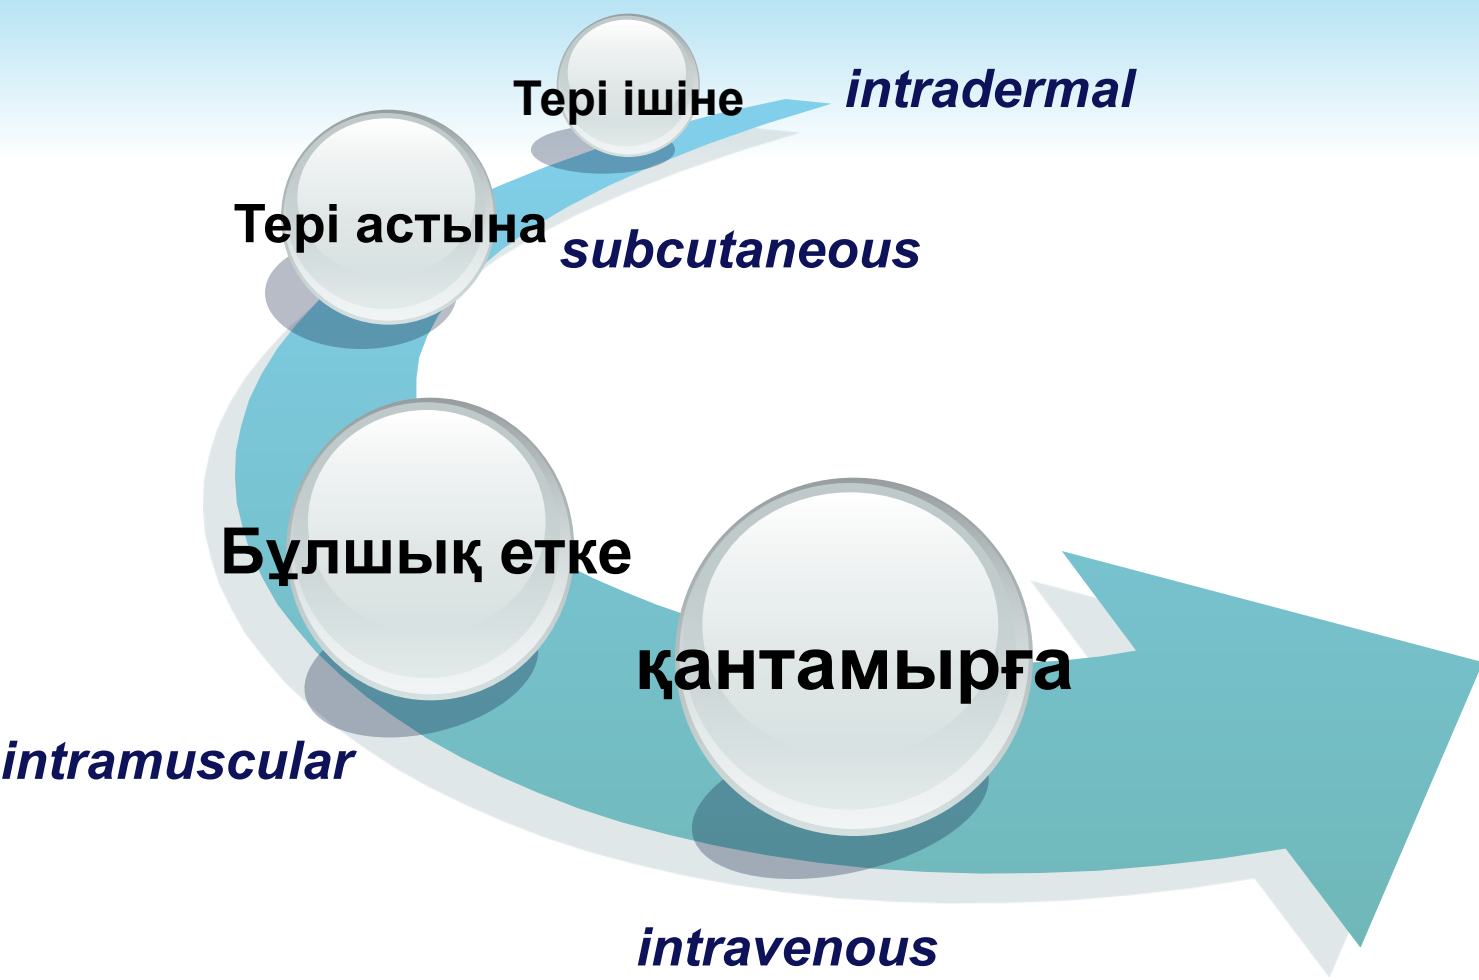 Тері ішіне
intradermal
Тері астына
subcutaneous
Бұлшық етке
қантамырға
intramuscular
intravenous